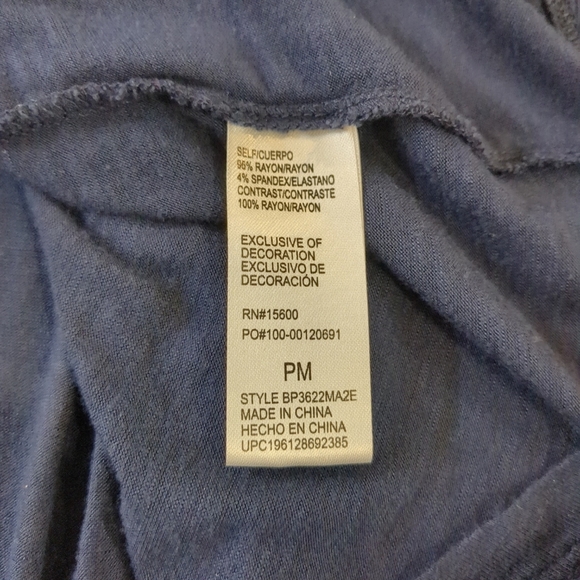 SELF/CUERPO
96% RAYON/RAYON
4% SPANDEX/ELASTANO
CONTRAST/CONTRASTE
100% RAYON/RAYON
EXCLUSIVE OF
DECORATION
EXCLUSIVO DE
DECORACIÓN
RN#15600
PO#100-00120691
PM
STYLE BP3622MA2E
MADE IN CHINA
HECHO EN CHINA
UPC196128692385